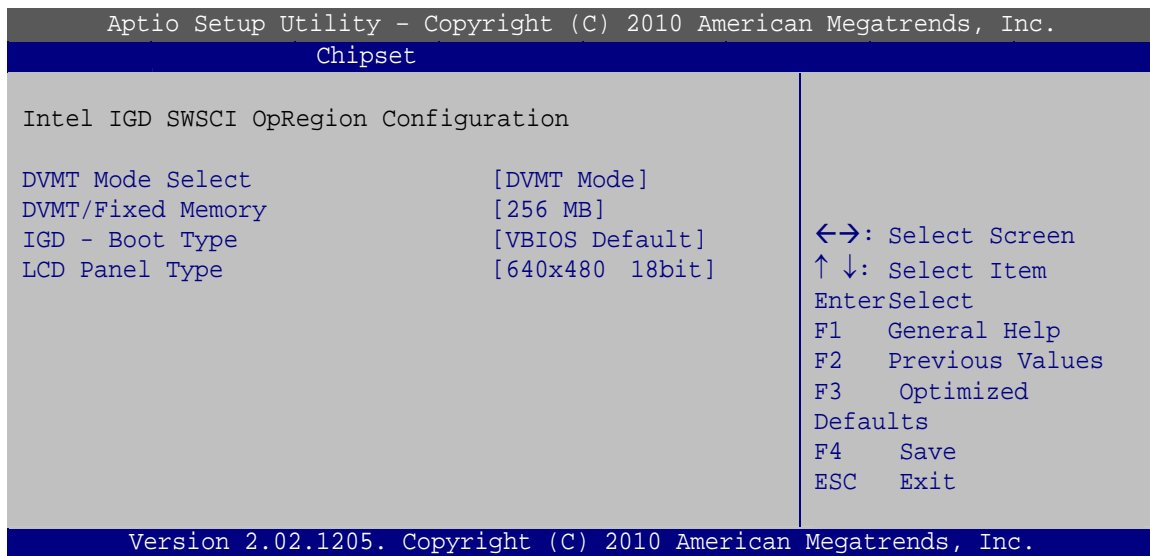 Aptio Setup Utility – Copyright (C) 2010 American Megatrends, Inc.
Chipset
Intel IGD SWSCI OpRegion Configuration
DVMT Mode Select [DVMT Mode]
DVMT/Fixed Memory [256 MB]
IGD - Boot Type [VBIOS Default]
LCD Panel Type [640x480 18bit]
←→: Select Screen
↑ ↓: Select Item
EnterSelect
F1 General Help
F2 Previous Values
F3 Optimized
Defaults
F4 Save
ESC Exit
Version 2.02.1205. Copyright (C) 2010 American Megatrends, Inc.